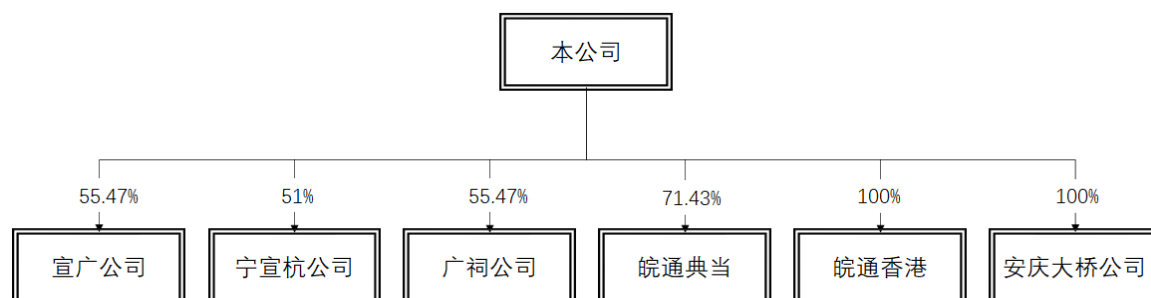 本公司
55.47%
51%
55.47%
71.43%
100%
100%
宣广公司
宁宣杭公司
广祠公司
皖通典当
皖通香港
安庆大桥公司